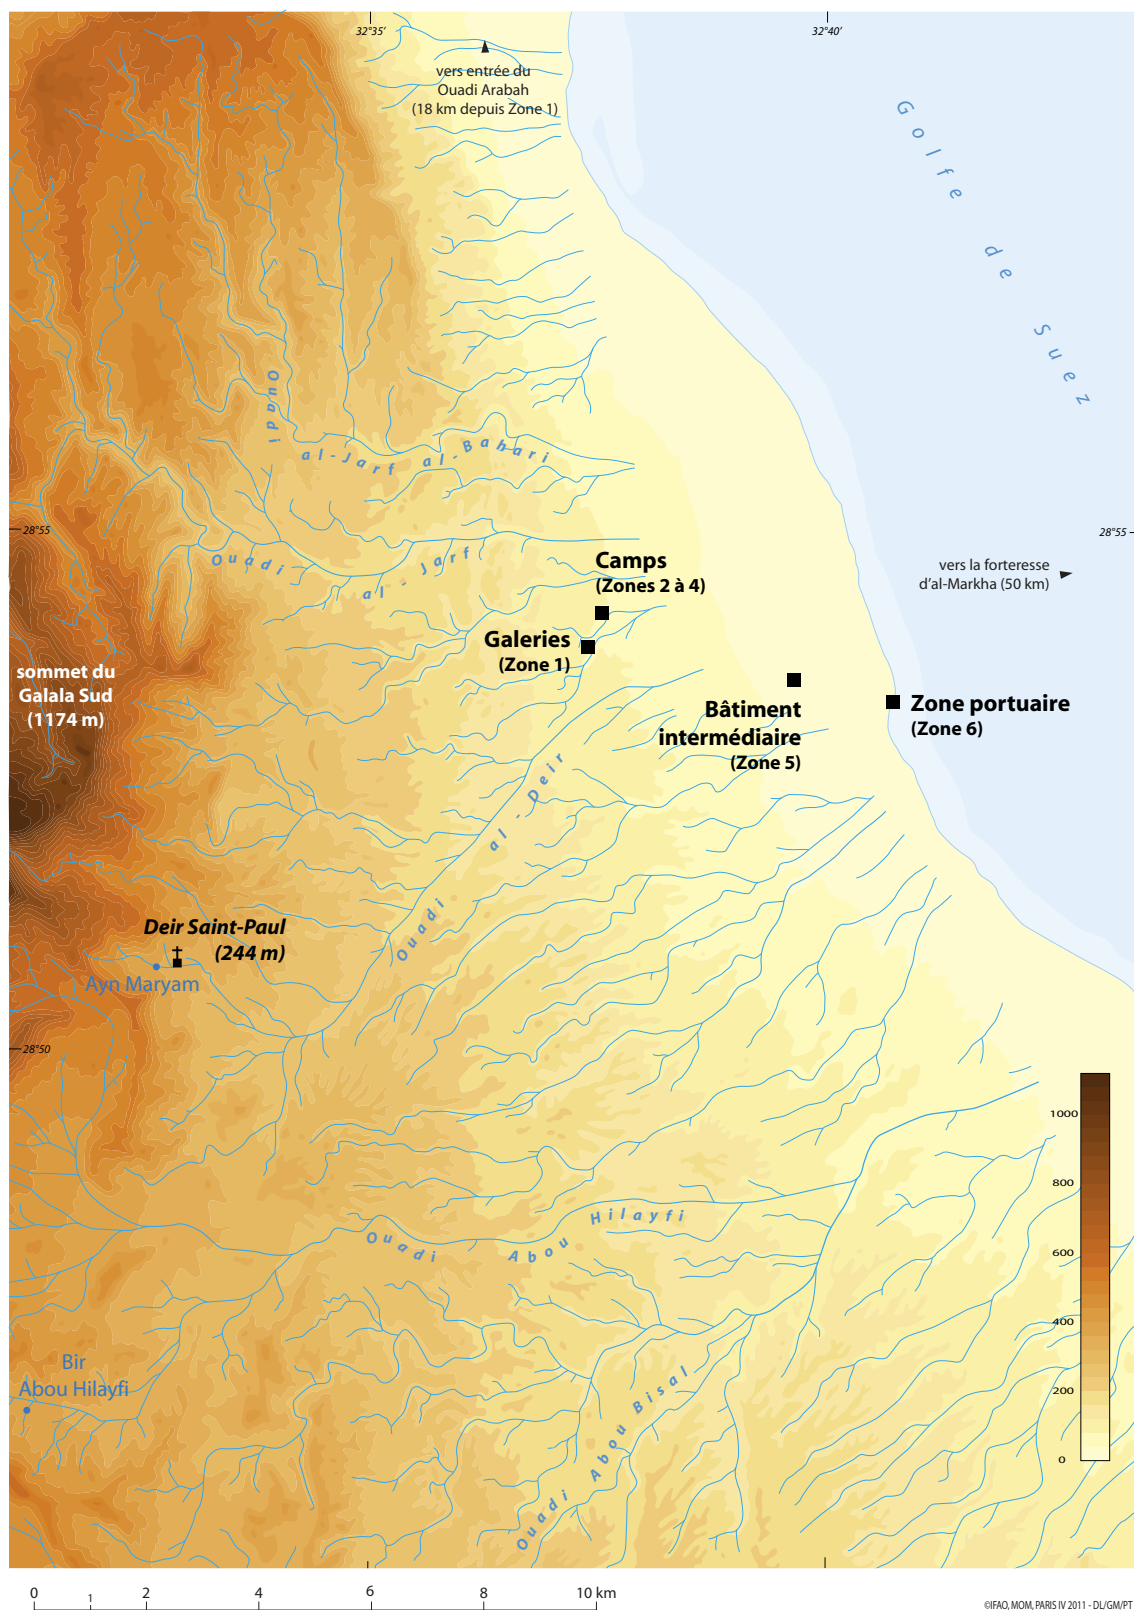 32°35'
32°40'
vers entrée du
Ouadi Arabah
(18 km depuis Zone 1)
Golfe de Suez
Ouadi al-Jarf al-Bahari
28°55
28°55
Ouadi al-Jarf
vers la forteresse
d'al-Markha (50 km)
Camps
(Zones 2 à 4)
Galeries
(Zone 1)
sommet du
Galala Sud
(1174 m)
Bâtiment
intermédiaire
(Zone 5)
Zone portuaire
(Zone 6)
Ouadi al-Deir
Deir Saint-Paul
(244 m)
Ayn Maryam
28°50
1000
800
600
400
200
0
Ouadi Abou Hilayfi
Bir
Abou Hilayfi
Ouadi Abou Bisal
0 1 2 4 6 8 10 km
©IFAO, MOM, PARIS IV 2011 - DL/GM/PT